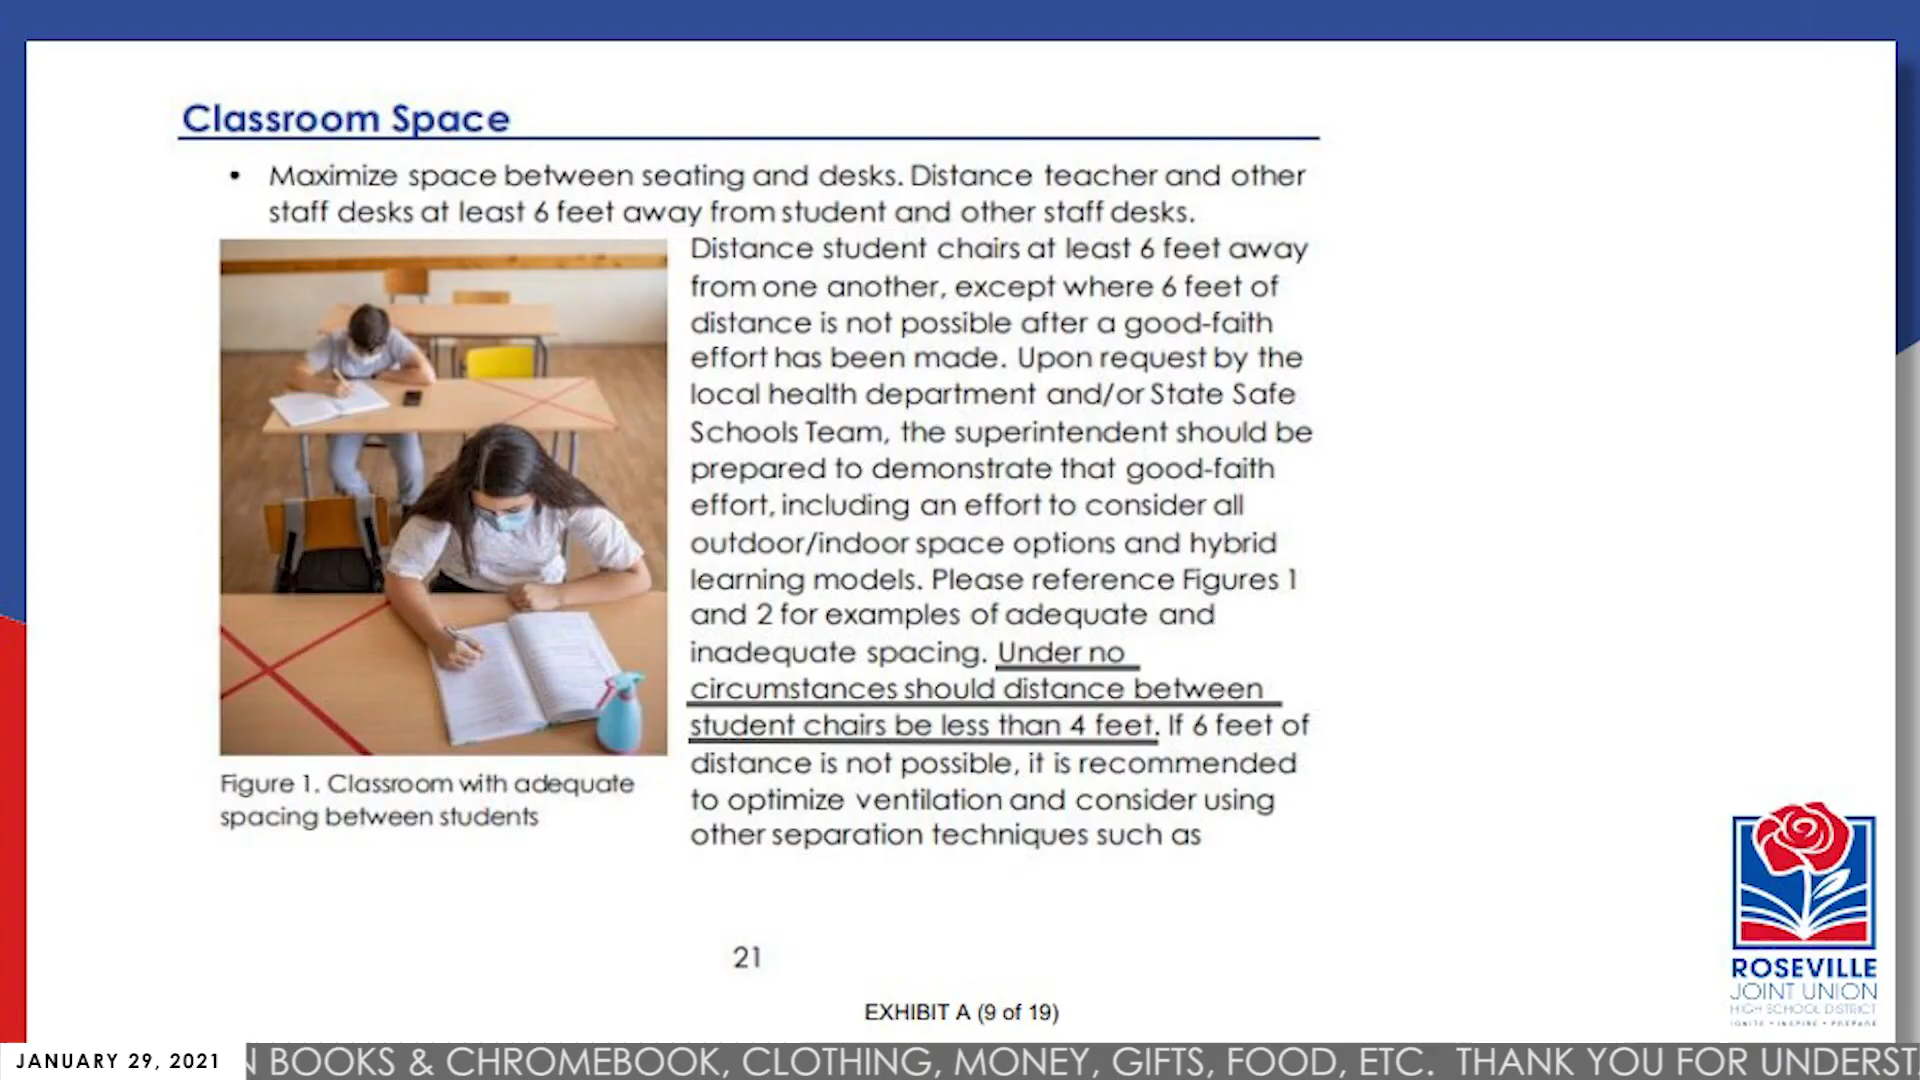 Classroom Space
• Maximize space between seating and desks. Distance teacher and other
staff desks at least 6 feet away from student and other staff desks.
Distance student chairs at least 6 feet away
from one another, except where 6 feet of
distance is not possible after a good-faith
effort has been made. Upon request by the
local health department and/or State Safe
Schools Team, the superintendent should be
prepared to demonstrate that good-faith
effort, including an effort to consider all
outdoor/indoor space options and hybrid
learning models. Please reference Figures 1
and 2 for examples of adequate and
inadequate spacing. Under no
circumstances should distance between
student chairs be less than 4 feet. If 6 feet of
distance is not possible, it is recommended
to optimize ventilation and consider using
other separation techniques such as
Figure 1. Classroom with adequate
spacing between students
21
EXHIBIT A (9 of 19)
ROSEVILLE
JOINT UNION
HIGH SCHOOL DISTRICT
IGNITE • INSPIRE • PREPARE
JANUARY 29, 2021
N BOOKS & CHROMEBOOK, CLOTHING, MONEY, GIFTS, FOOD, ETC. THANK YOU FOR UNDERST